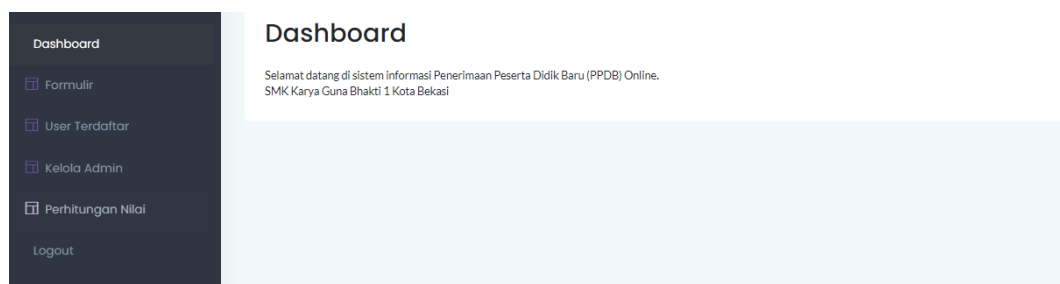 Dashboard
Formulir
User Terdaftar
Kelola Admin
Perhitungan Nilai
Logout
Dashboard
Selamat datang di sistem informasi Penerimaan Peserta Didik Baru (PPDB) Online.
SMK Karya Guna Bhakti 1 Kota Bekasi